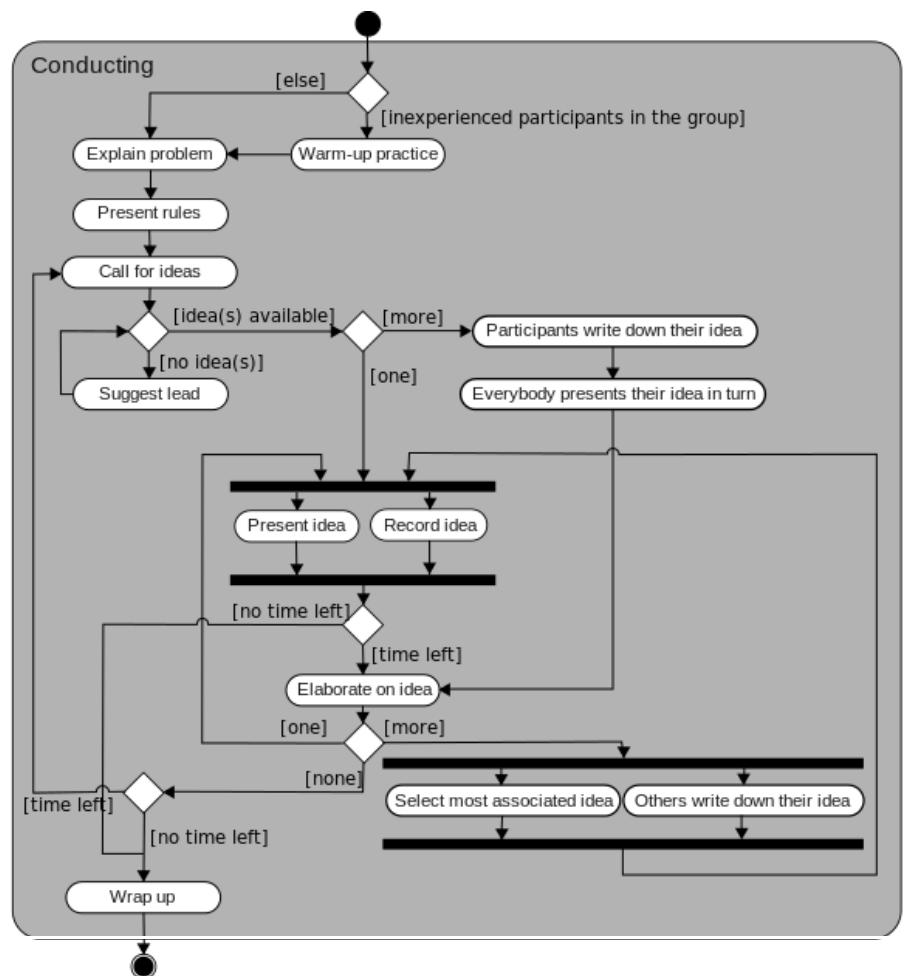 Conducting
[else]
[inexperienced participants in the group]
Explain problem
Warm-up practice
Present rules
Call for ideas
[idea(s) available]
[more]
Participants write down their idea
[no idea(s)]
[one]
Suggest lead
Everybody presents their idea in turn
Present idea
Record idea
[no time left]
[time left]
Elaborate on idea
[one]
[more]
[none]
[time left]
Select most associated idea
Others write down their idea
[no time left]
Wrap up